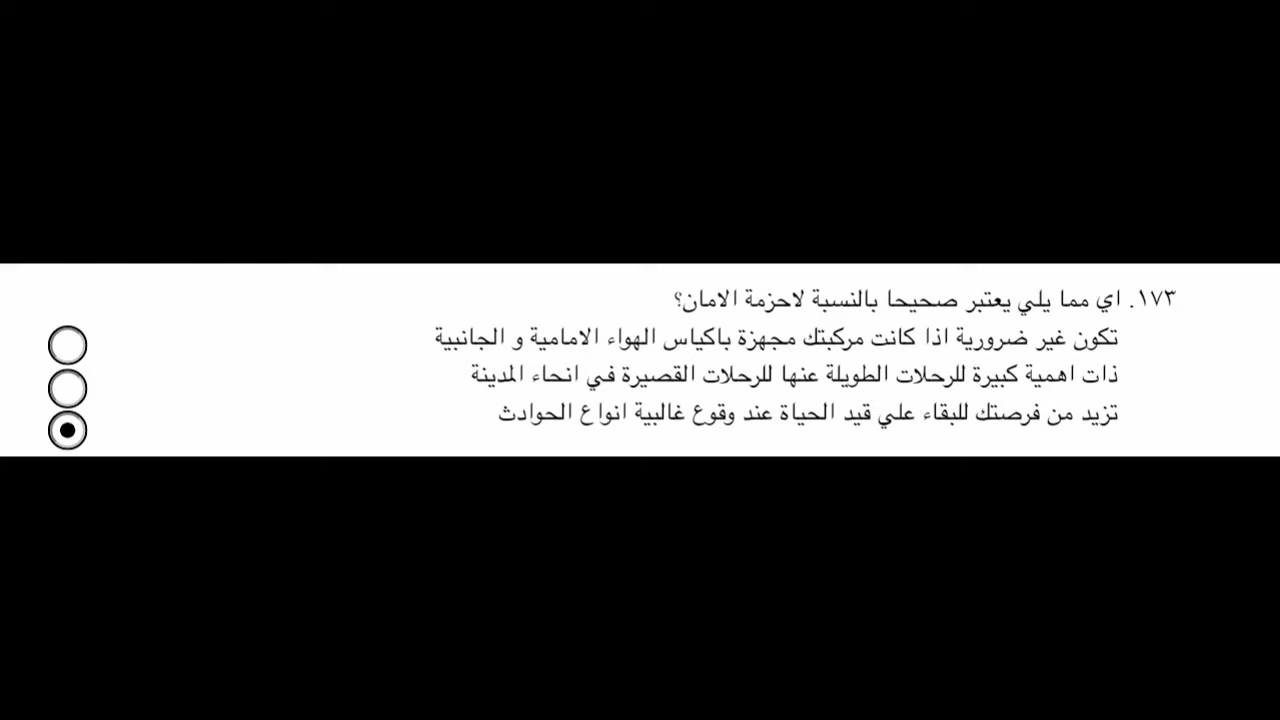 ١٧٣. اي مما يلي يعتبر صحيحا بالنسبة لاحزمة الامان؟
تكون غير ضرورية اذا كانت مركبتك مجهزة باكياس الهواء الامامية و الجانبية
ذات اهمية كبيرة للرحلات الطويلة عنها للرحلات القصيرة في انحاء المدينة
تزيد من فرصتك للبقاء علي قيد الحياة عند وقوع غالبية انواع الحوادث